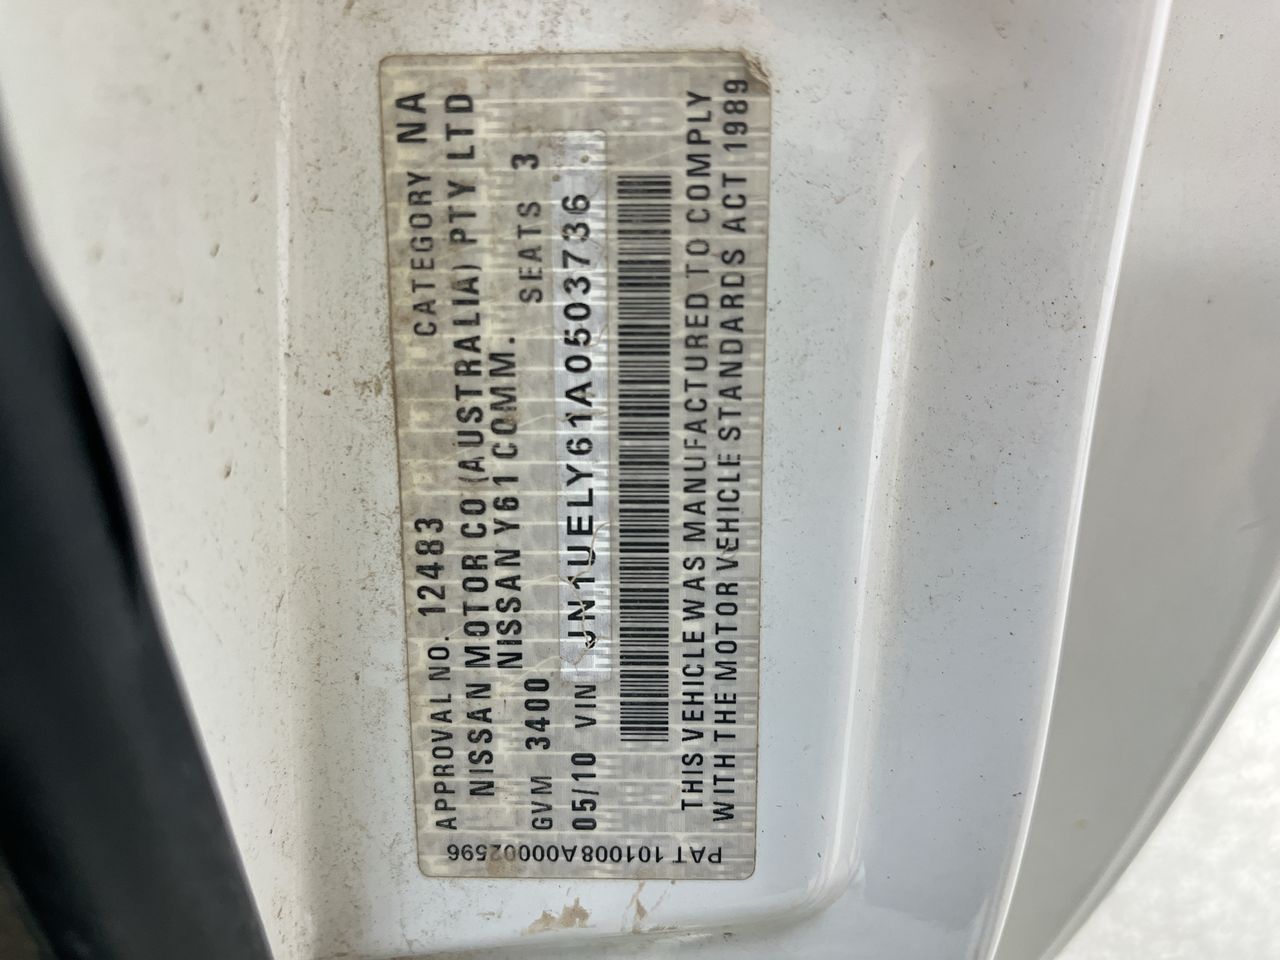 APPROVAL NO. 12483 CATEGORY NA
NISSAN MOTOR CO (AUSTRALIA) PTY LTD
NISSAN Y61 COMM.
GVM 3400 SEATS 3
05/10 VIN JN1UELY61A0503736
THIS VEHICLE WAS MANUFACTURED TO COMPLY
WITH THE MOTOR VEHICLE STANDARDS ACT 1989
PAT 101008A00002596